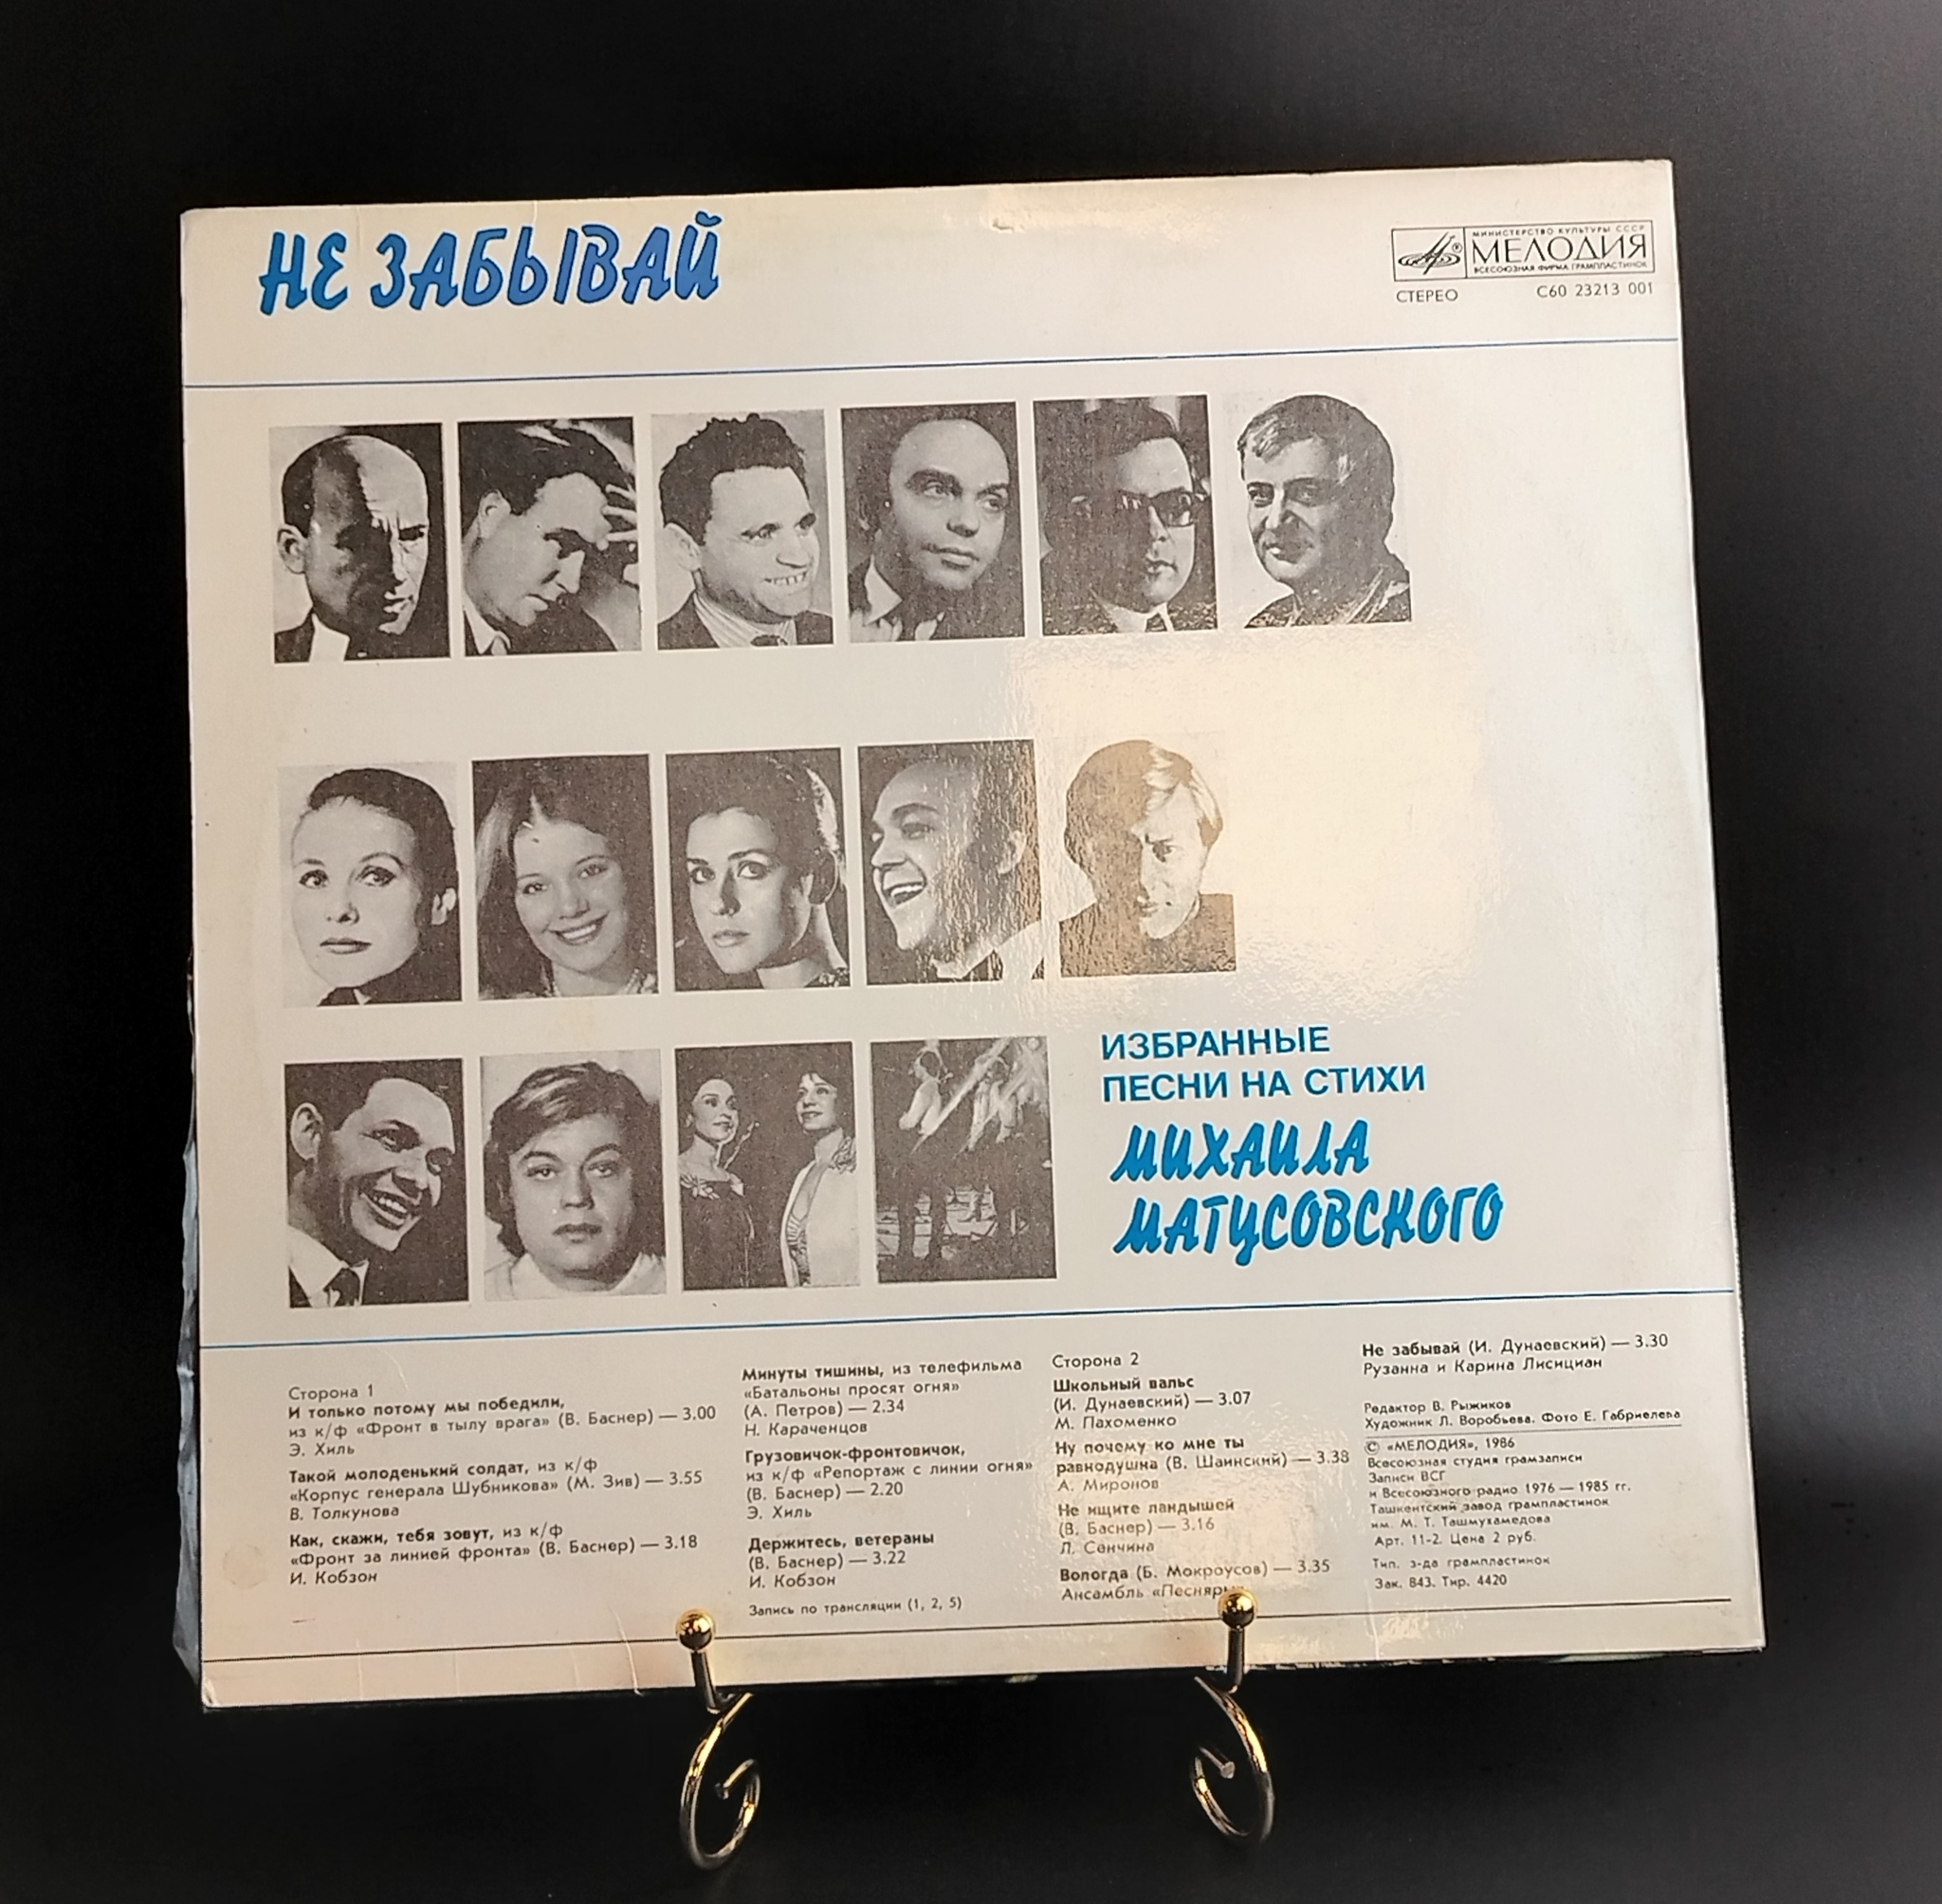 НЕ ЗАБЫВАЙ
МИНИСТЕРСТВО КУЛЬТУРЫ СССР
МЕЛОДИЯ
ВСЕСОЮЗНАЯ ФИРМА ГРАМПЛАСТИНОК
СТЕРЕО С60 23213 001
ИЗБРАННЫЕ
ПЕСНИ НА СТИХИ
МИХАИЛА
МАТУСОВСКОГО
Сторона 1
И только потому мы победили,
из к/ф «Фронт в тылу врага» (В. Баснер) — 3.00
Э. Хиль
Такой молоденький солдат, из к/ф
«Корпус генерала Шубникова» (М. Зив) — 3.55
В. Толкунова
Как, скажи, тебя зовут, из к/ф
«Фронт за линией фронта» (В. Баснер) — 3.18
И. Кобзон
Минуты тишины, из телефильма
«Батальоны просят огня»
(А. Петров) — 2.34
Н. Караченцов
Грузовичок-фронтовичок,
из к/ф «Репортаж с линии огня»
(В. Баснер) — 2.20
Э. Хиль
Держитесь, ветераны
(В. Баснер) — 3.22
И. Кобзон
Запись по трансляции (1, 2, 5)
Сторона 2
Школьный вальс
(И. Дунаевский) — 3.07
М. Пахоменко
Ну почему ко мне ты
равнодушна (В. Шаинский) — 3.38
А. Миронов
Не ищите ландышей
(В. Баснер) — 3.16
Л. Сенчина
Вологда (Б. Мокроусов) — 3.35
Ансамбль «Песняры»
Не забывай (И. Дунаевский) — 3.30
Рузанна и Карина Лисициан
Редактор В. Рыжиков
Художник Л. Воробьева. Фото Е. Габриелева
© «МЕЛОДИЯ», 1986
Всесоюзная студия грамзаписи
Записи ВСГ
и Всесоюзного радио 1976 — 1985 гг.
Ташкентский завод грампластинок
им. М. Т. Ташмухамедова
Арт. 11-2. Цена 2 руб.
Тип. з-да грампластинок
Зак. 843. Тир. 4420